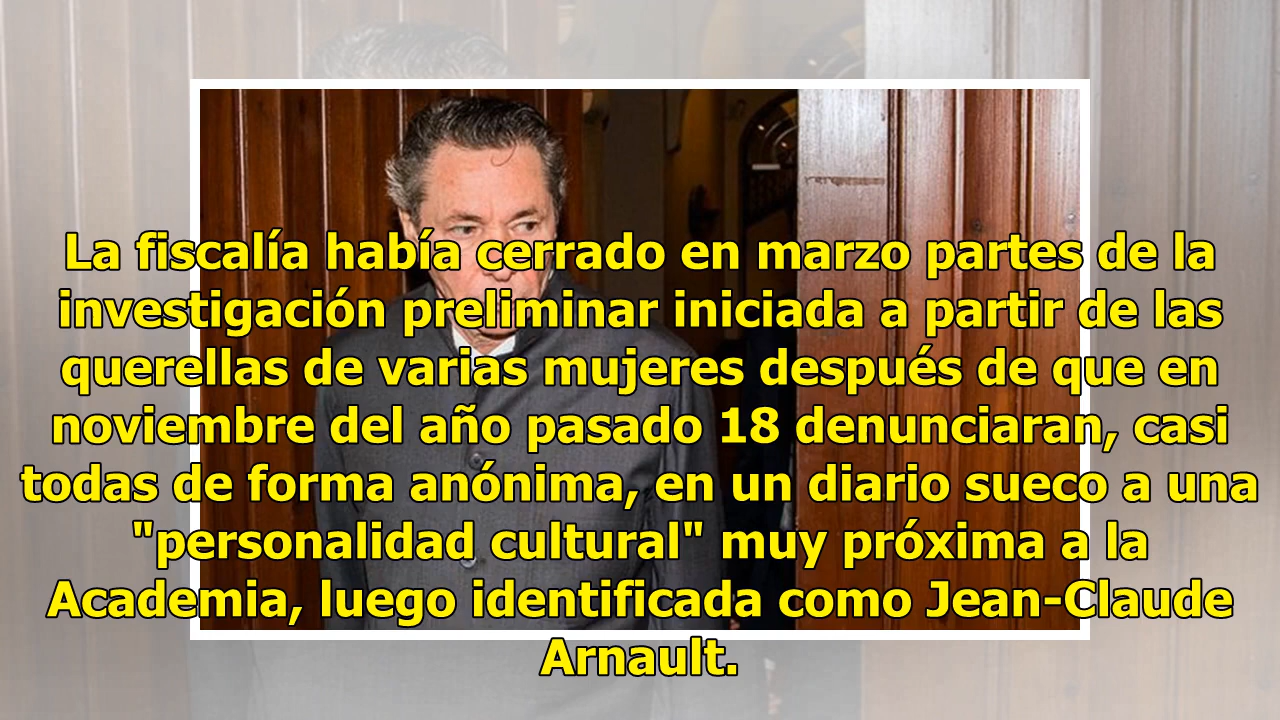 La fiscalía había cerrado en marzo partes de la
investigación preliminar iniciada a partir de las
querellas de varias mujeres después de que en
noviembre del año pasado 18 denunciaran, casi
todas de forma anónima, en un diario sueco a una
"personalidad cultural" muy próxima a la
Academia, luego identificada como Jean-Claude
Arnault.